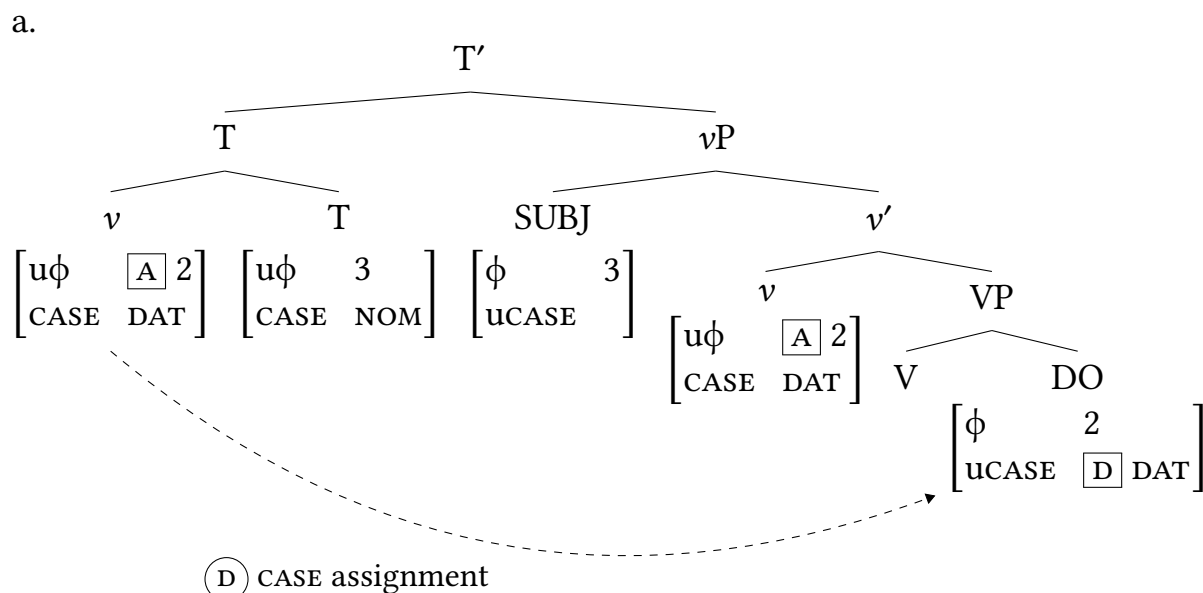 a.
T′
T vP
v T SUBJ v′
[uϕ A 2] [uϕ 3] [ϕ 3]
[CASE DAT] [CASE NOM] [uCASE]
v VP
[uϕ A 2]
[CASE DAT]
V DO
[ϕ 2]
[uCASE D DAT]
D CASE assignment